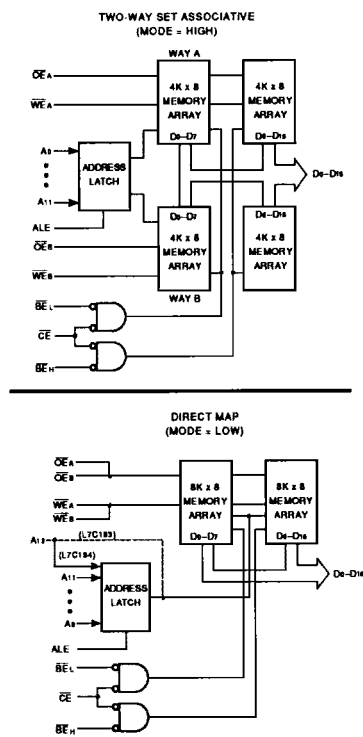 TWO-WAY SET ASSOCIATIVE
(MODE = HIGH)
WAY A
OEA
WEA
4K x 8
MEMORY
ARRAY
D0–D7
4K x 8
MEMORY
ARRAY
D8–D15
A0
A11
ALE
ADDRESS
LATCH
D0–D15
OEB
WEB
D0–D7
4K x 8
MEMORY
ARRAY
D8–D15
4K x 8
MEMORY
ARRAY
WAY B
BEL
CE
BEH
DIRECT MAP
(MODE = LOW)
OEA
OEB
WEA
WEB
8K x 8
MEMORY
ARRAY
D0–D7
8K x 8
MEMORY
ARRAY
D8–D15
A12
(L7C183)
(L7C184)
A11
A0
ADDRESS
LATCH
D0–D15
ALE
BEL
CE
BEH